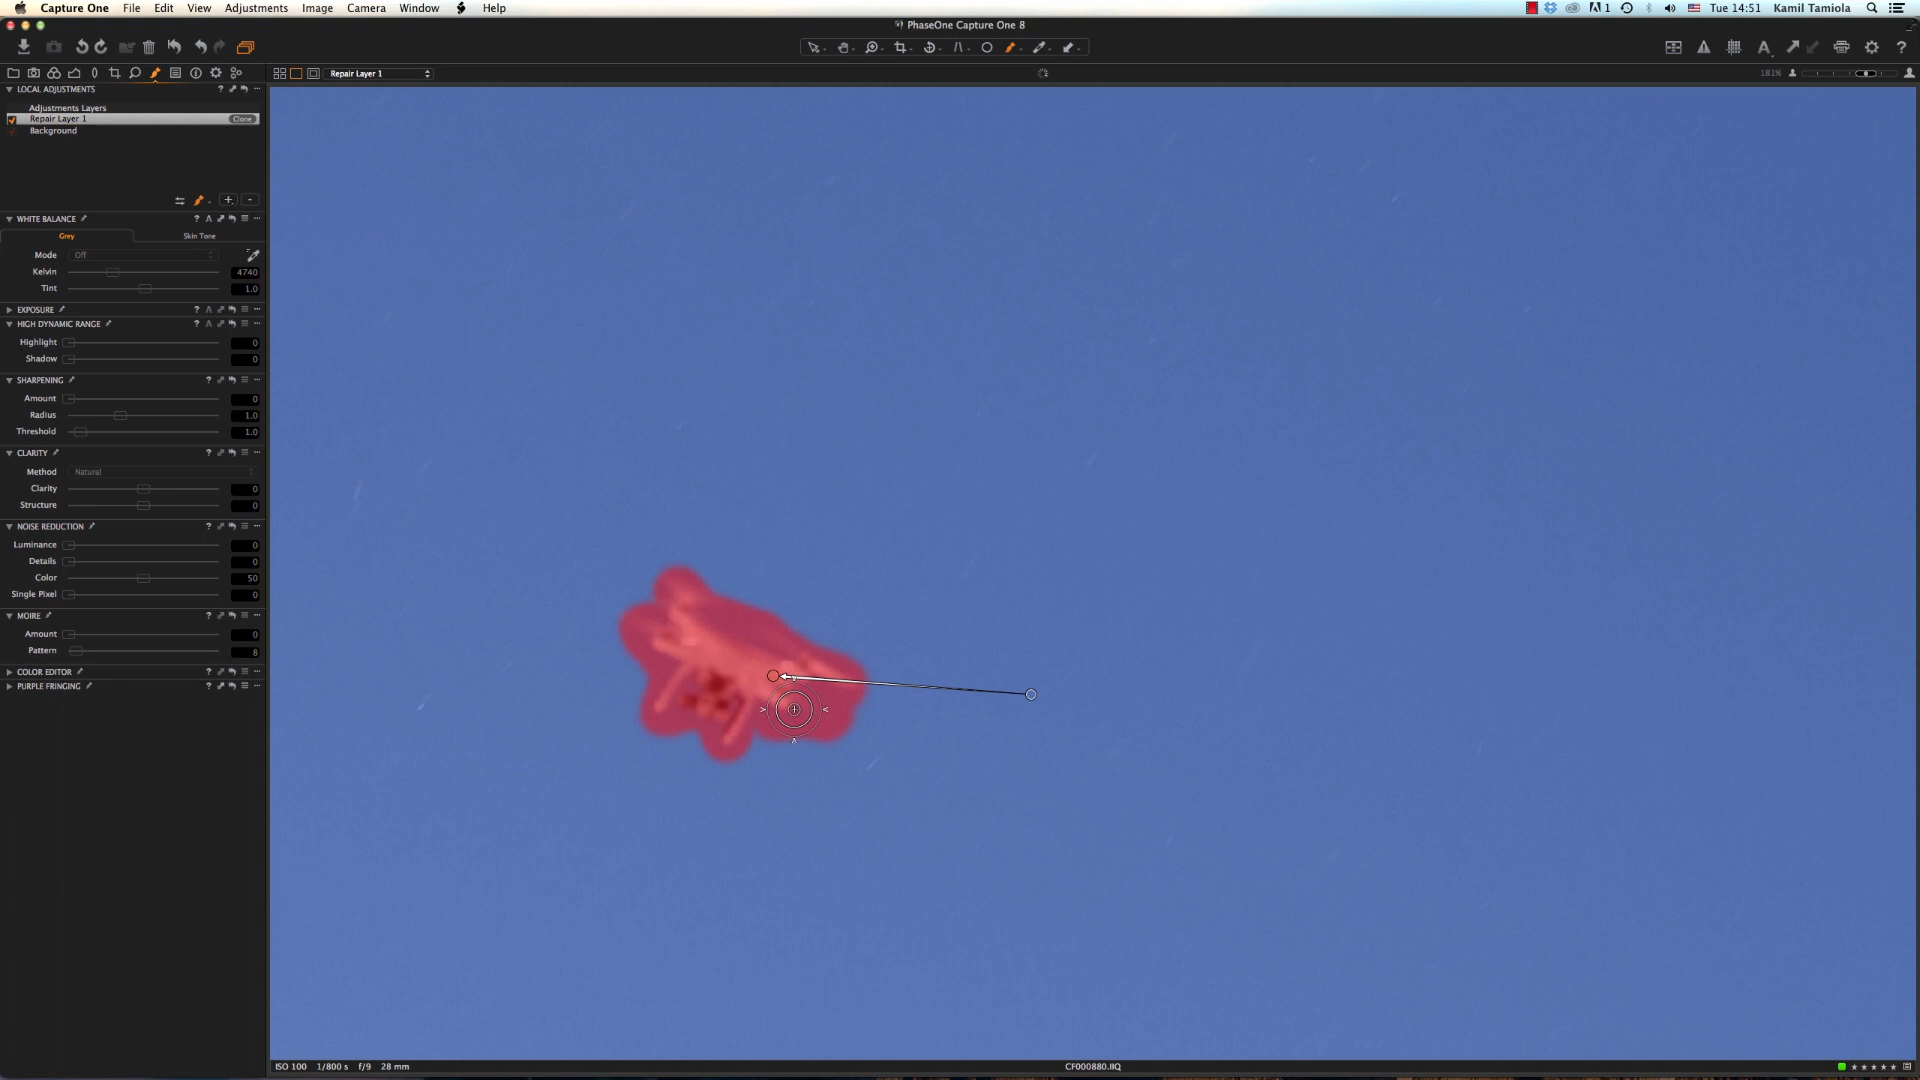 Capture One File Edit View Adjustments Image Camera Window Help 1 Tue 14:51 Kamil Tamiola
PhaseOne Capture One 8
Repair Layer 1 181%
LOCAL ADJUSTMENTS ?
Adjustments Layers
Repair Layer 1 Clone
Background
WHITE BALANCE ? A
Grey Skin Tone
Mode Off
Kelvin 4740
Tint 1.0
EXPOSURE ? A
HIGH DYNAMIC RANGE ? A
Highlight 0
Shadow 0
SHARPENING ?
Amount 0
Radius 1.0
Threshold 1.0
CLARITY ?
Method Natural
Clarity 0
Structure 0
NOISE REDUCTION ?
Luminance 0
Details 0
Color 50
Single Pixel 0
MOIRE ?
Amount 0
Pattern 8
COLOR EDITOR ?
PURPLE FRINGING ?
ISO 100 1/800 s f/9 28 mm CF000880.IIQ